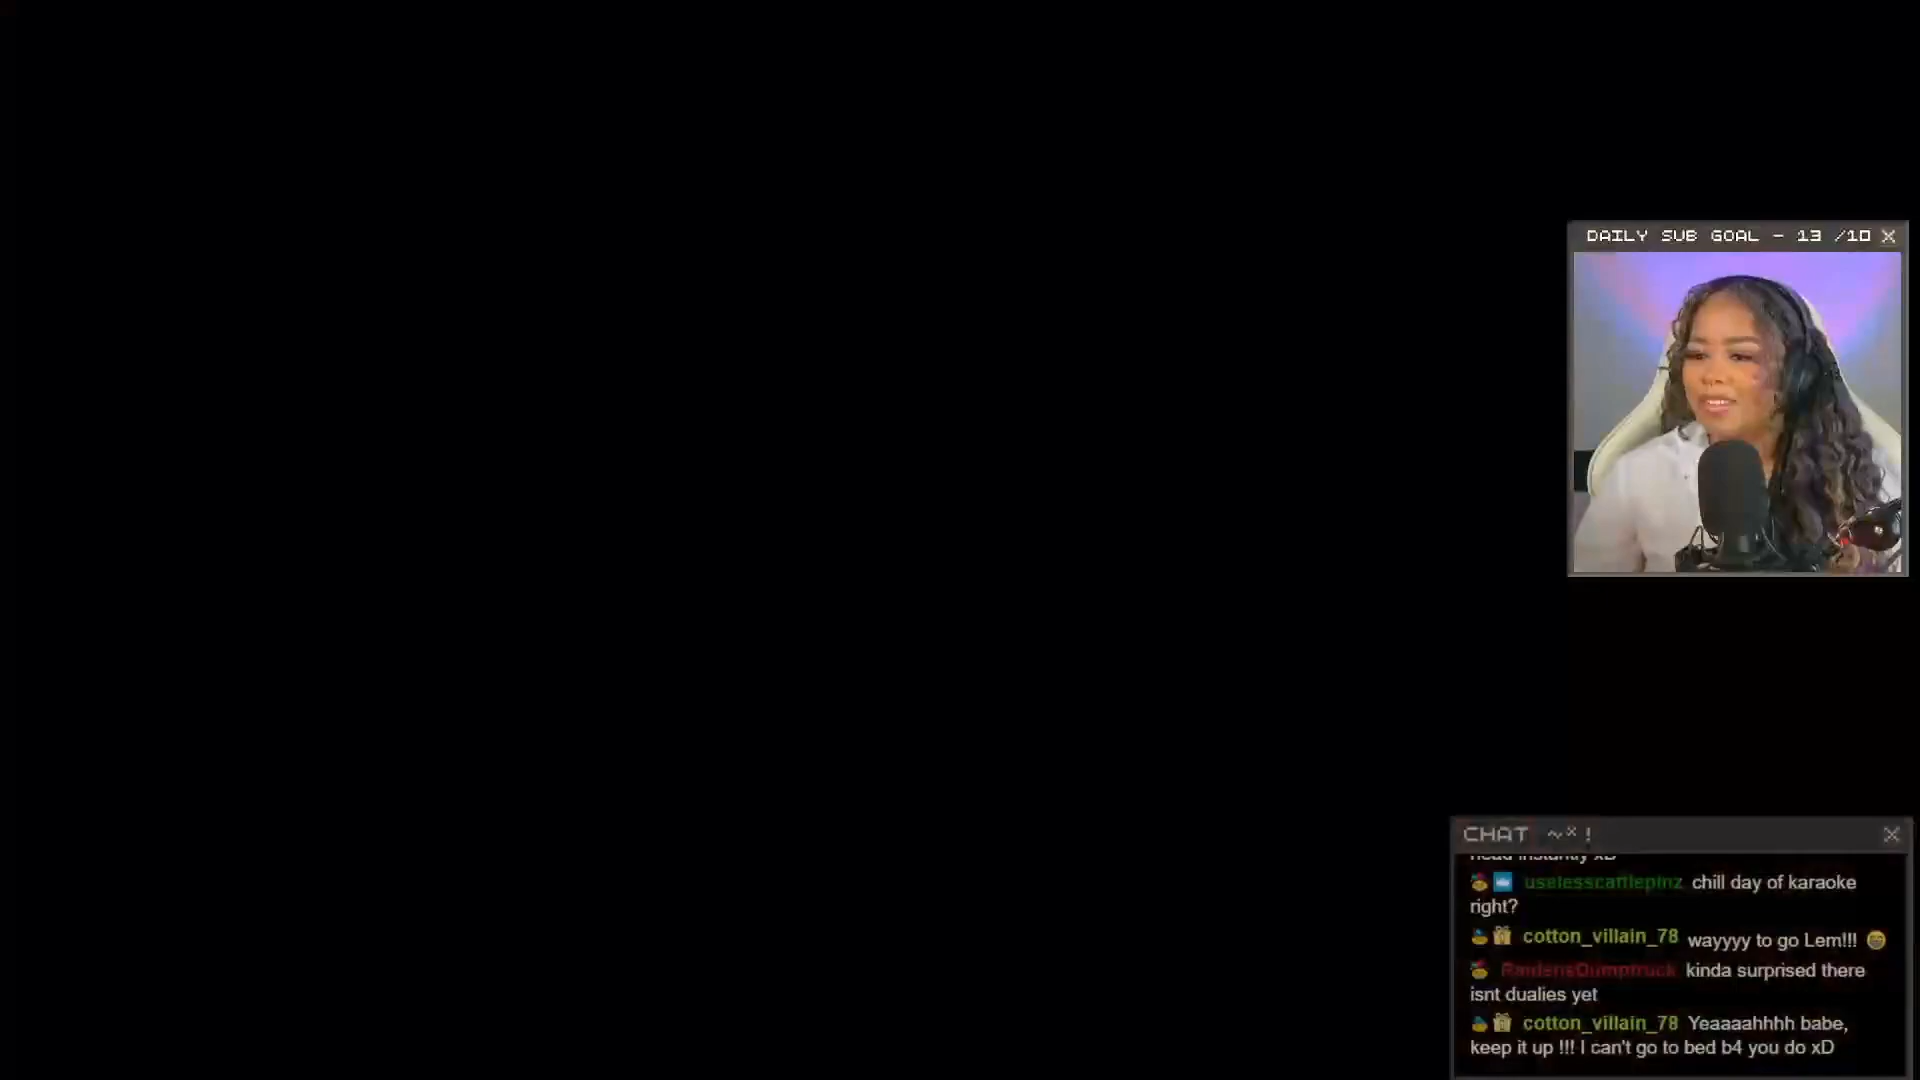 DAILY SUB GOAL - 13 /10
CHAT ~*!
chill day of karaoke
right?
cotton_villain_78 wayyyy to go Lem!!!
RaidensDumptruck kinda surprised there
isnt dualies yet
cotton_villain_78 Yeaaaahhhh babe,
keep it up !!! I can't go to bed b4 you do xD